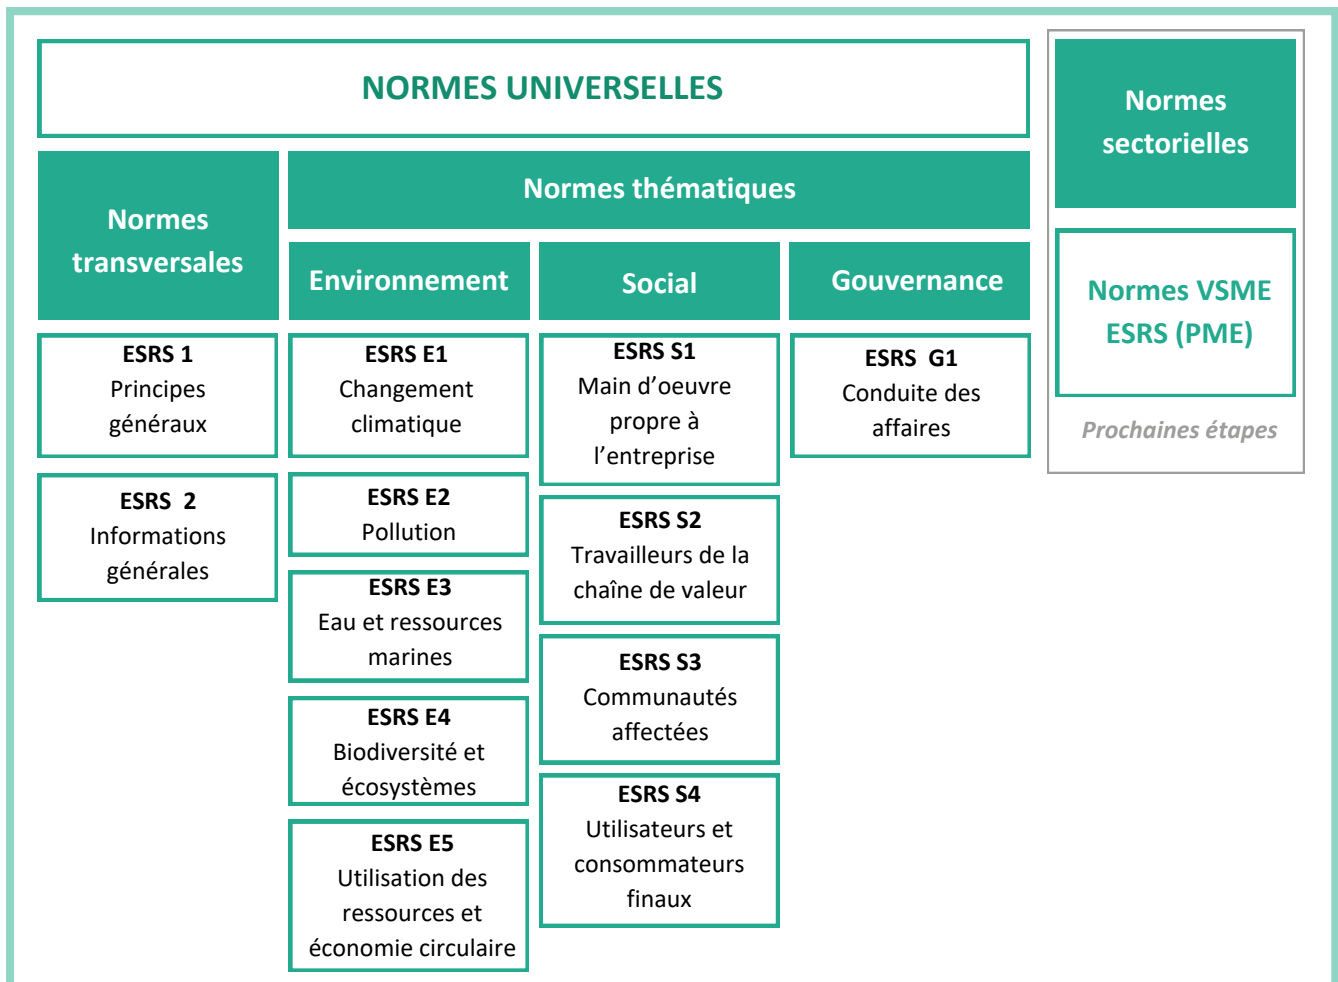 NORMES UNIVERSELLES
Normes
transversales
Normes thématiques
Environnement
Social
Gouvernance
ESRS 1
Principes
généraux
ESRS  2
Informations
générales
ESRS E1
Changement
climatique
ESRS E2
Pollution
ESRS E3
Eau et ressources
marines
ESRS E4
Biodiversité et
écosystèmes
ESRS E5
Utilisation des
ressources et
économie circulaire
ESRS S1
Main d'oeuvre
propre à
l'entreprise
ESRS S2
Travailleurs de la
chaîne de valeur
ESRS S3
Communautés
affectées
ESRS S4
Utilisateurs et
consommateurs
finaux
ESRS  G1
Conduite des
affaires
Normes
sectorielles
Normes VSME
ESRS (PME)
Prochaines étapes